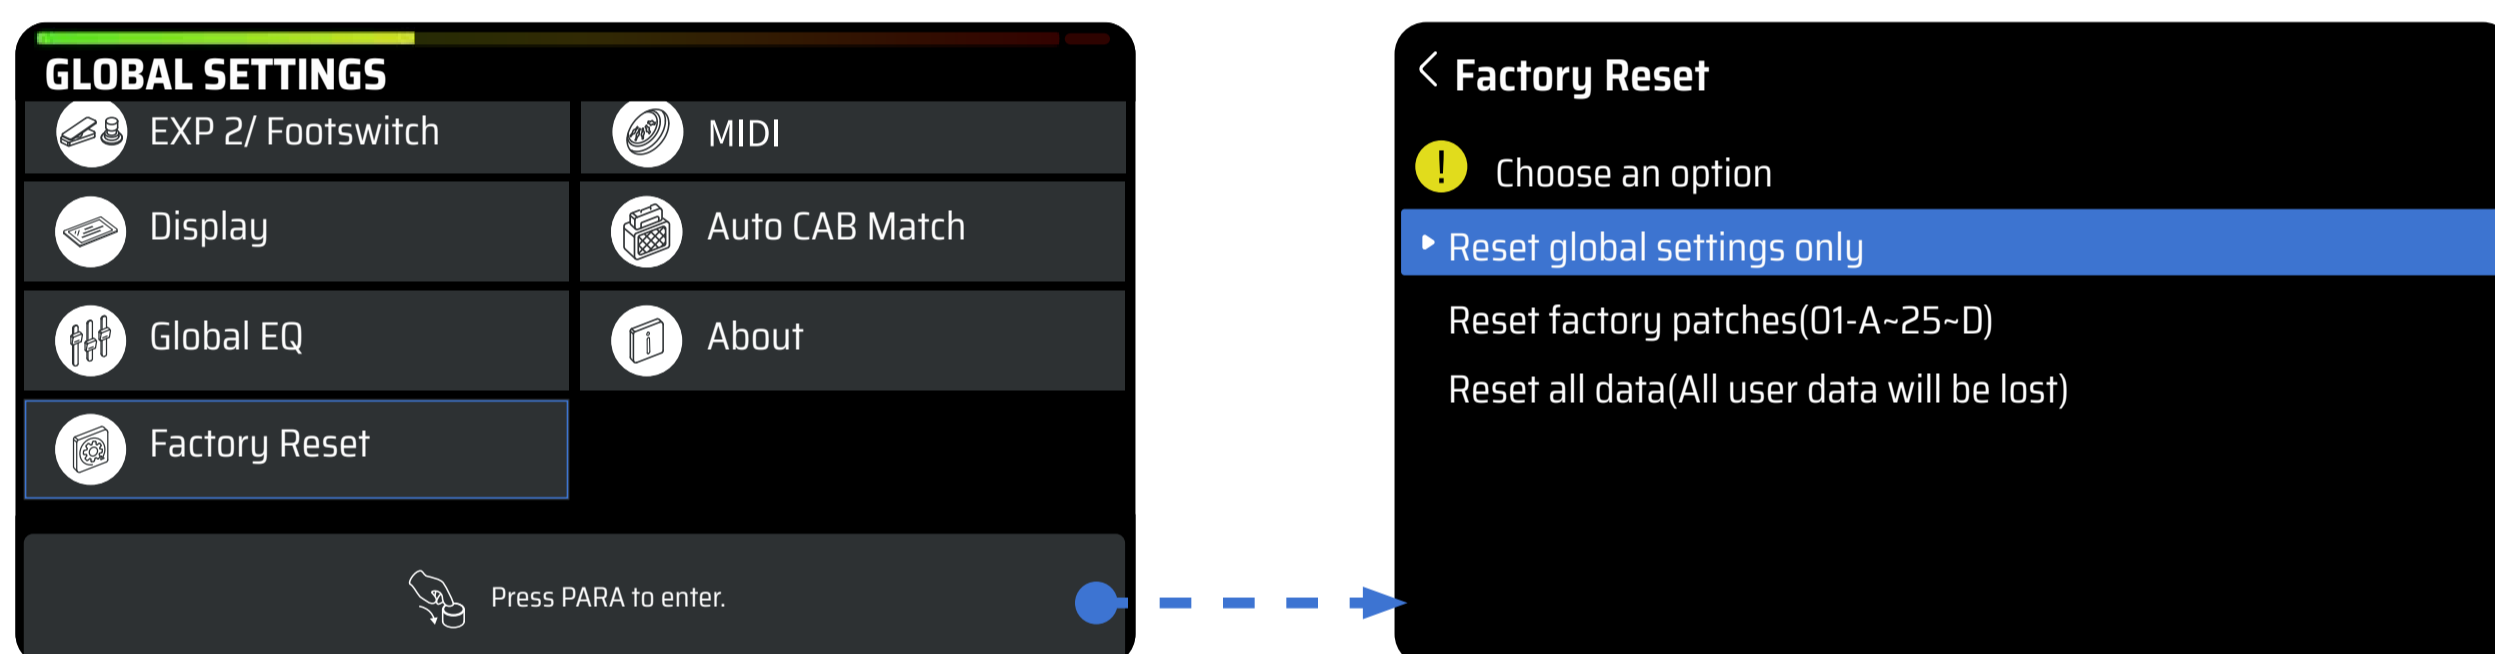 GLOBAL SETTINGS
EXP 2/ Footswitch
MIDI
Display
Auto CAB Match
Global EQ
About
Factory Reset
Press PARA to enter.
Factory Reset
! Choose an option
Reset global settings only
Reset factory patches(01-A~25~D)
Reset all data(All user data will be lost)